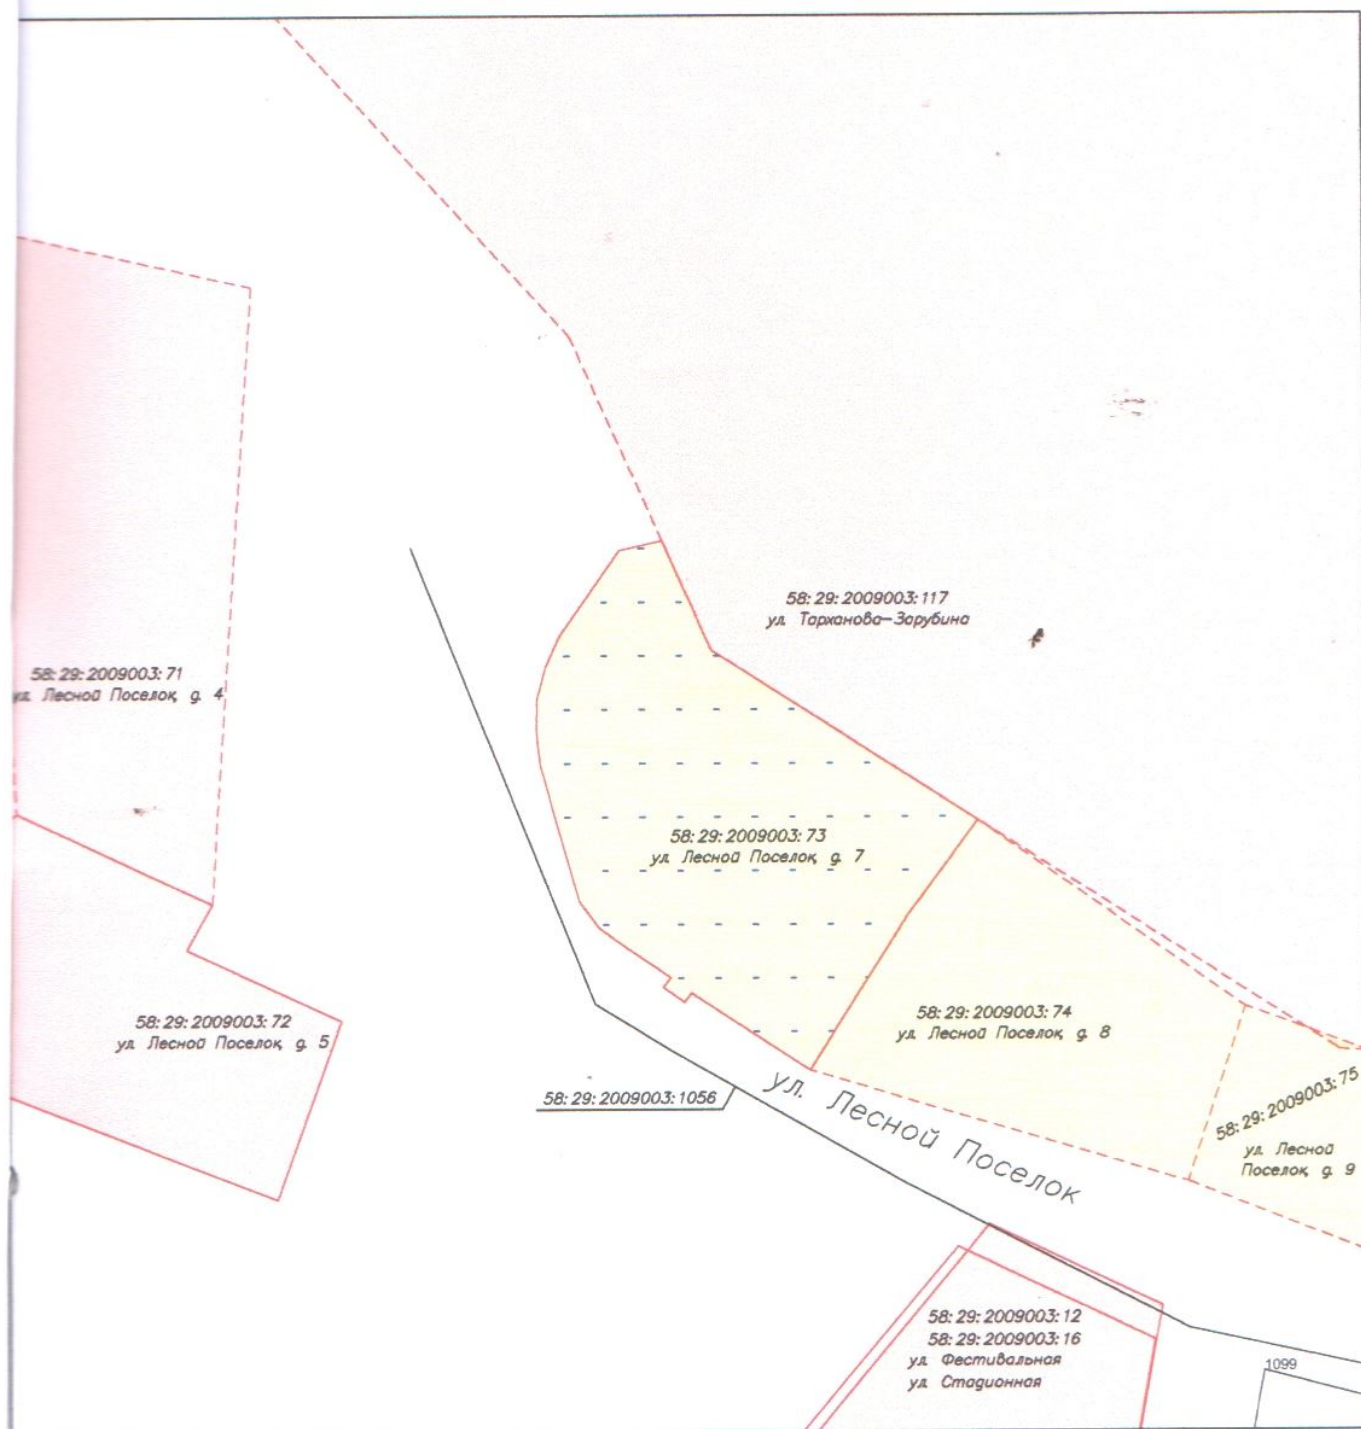 58:29:2009003:117
ул. Тарханова-Зарубина
58:29:2009003:71
ул. Лесной Поселок, д. 4
58:29:2009003:73
ул. Лесной Поселок, д. 7
58:29:2009003:74
ул. Лесной Поселок, д. 8
58:29:2009003:72
ул. Лесной Поселок, д. 5
58:29:2009003:1056
ул. Лесной Поселок
58:29:2009003:75
ул. Лесной
Поселок, д. 9
58:29:2009003:12
58:29:2009003:16
ул. Фестивальная
ул. Стадионная
1099